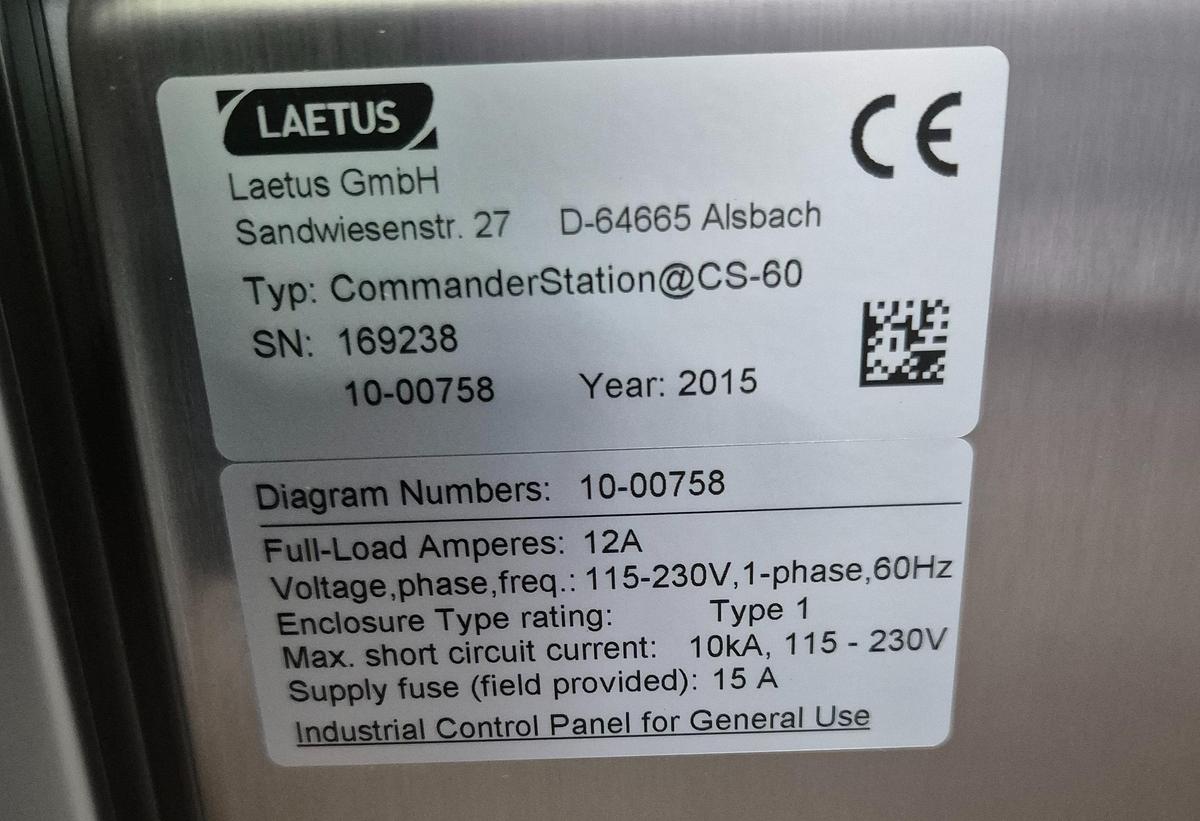 LAETUS
CE
Laetus GmbH
Sandwiesenstr. 27 D-64665 Alsbach
Typ: CommanderStation@CS-60
SN: 169238
10-00758 Year: 2015
Diagram Numbers: 10-00758
Full-Load Amperes: 12A
Voltage,phase,freq.: 115-230V,1-phase,60Hz
Enclosure Type rating: Type 1
Max. short circuit current: 10kA, 115 - 230V
Supply fuse (field provided): 15 A
Industrial Control Panel for General Use